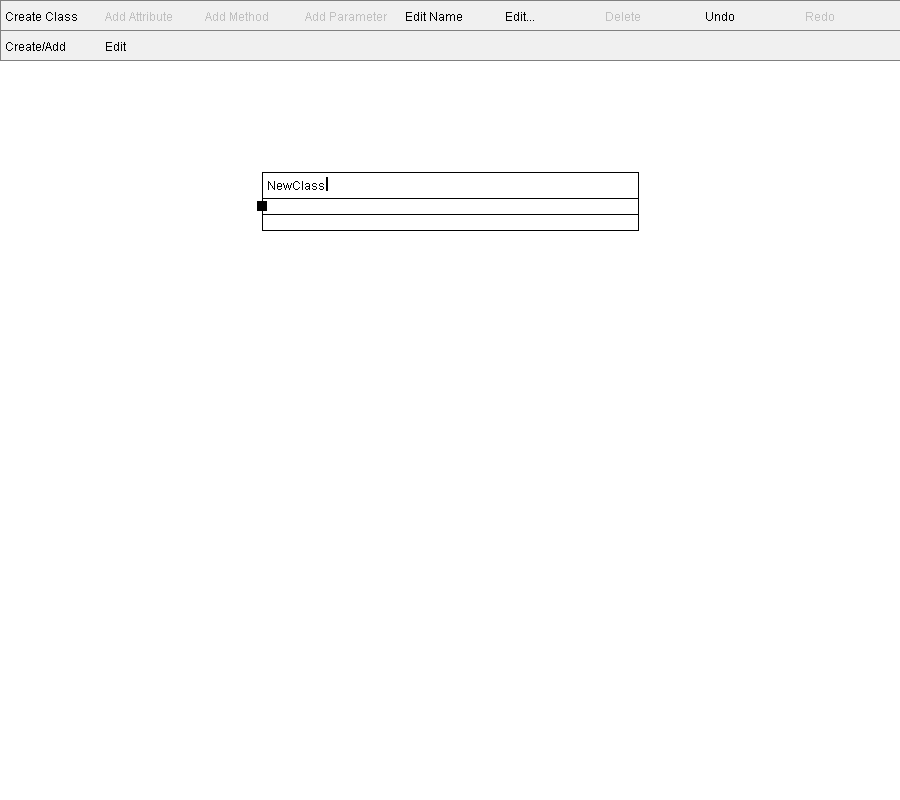 Create Class Add Attribute Add Method Add Parameter Edit Name Edit... Delete Undo Redo
Create/Add Edit
NewClass